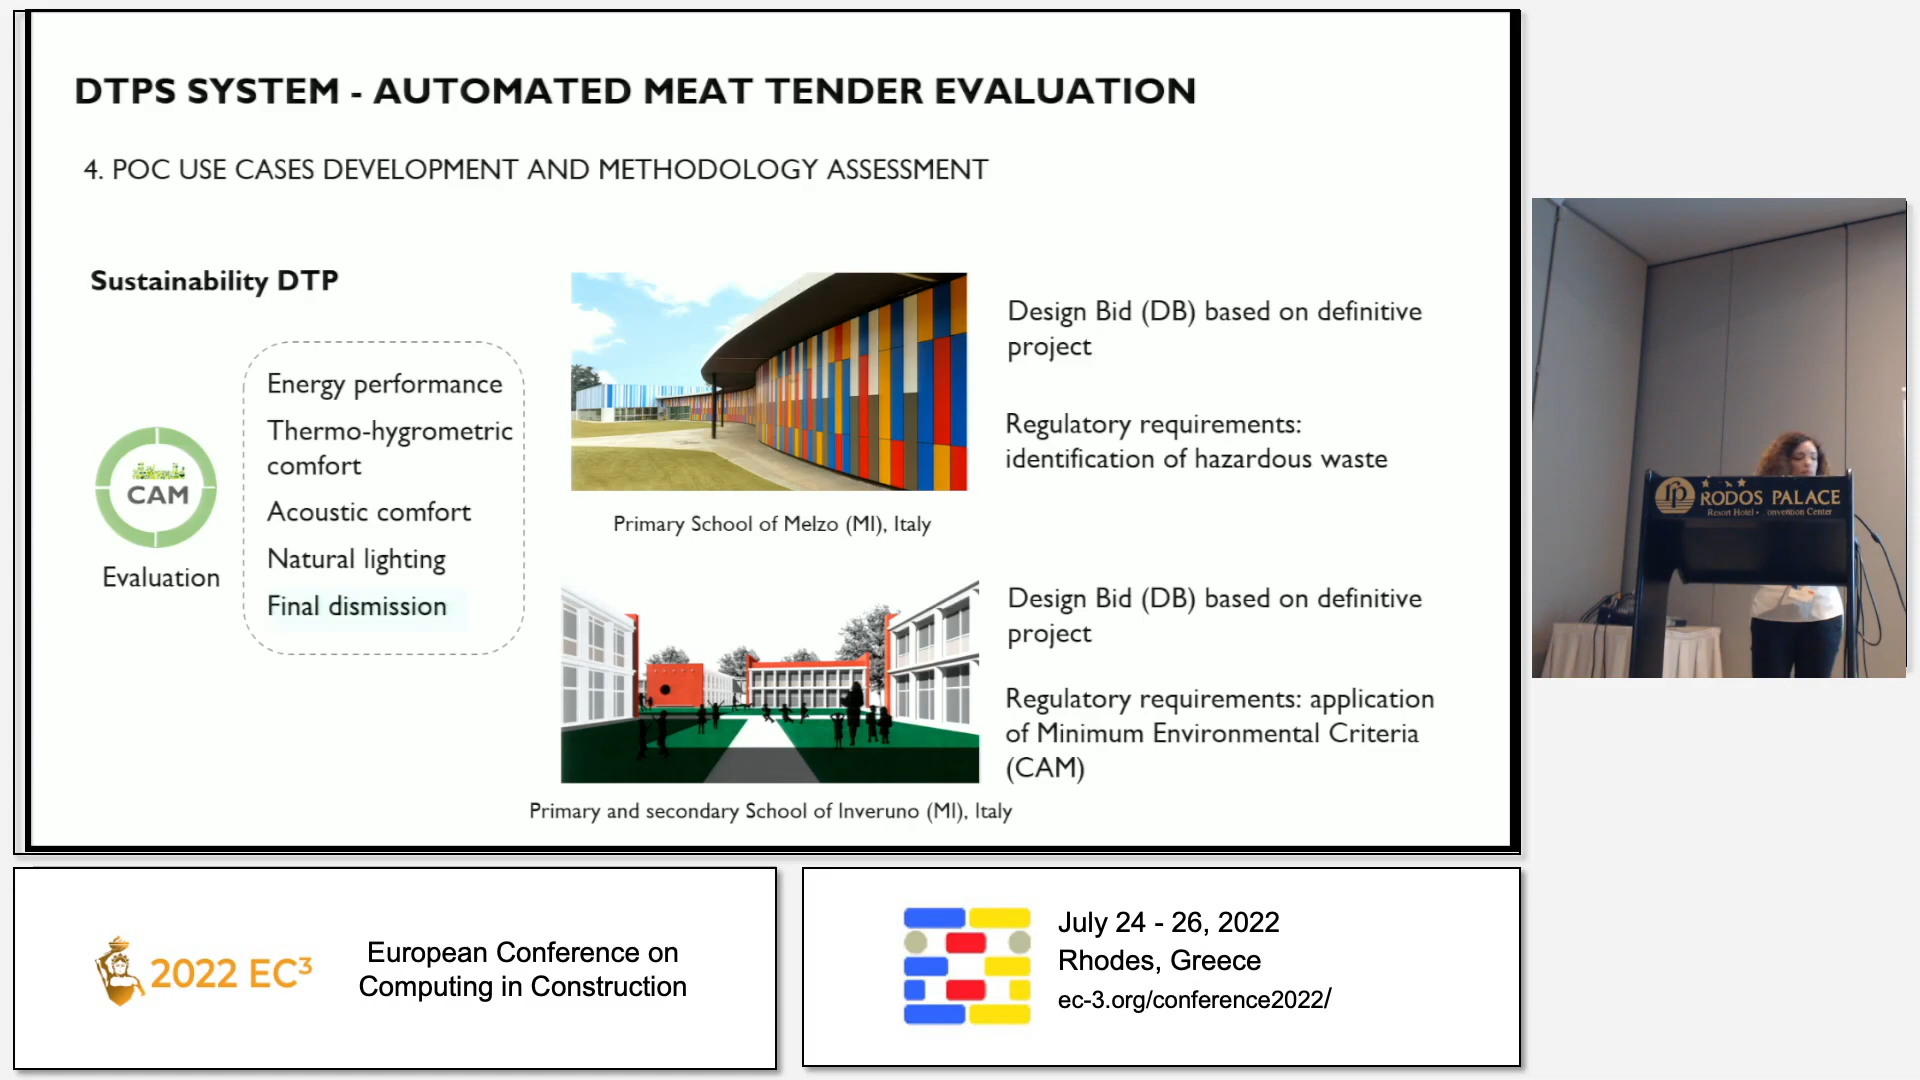 DTPS SYSTEM - AUTOMATED MEAT TENDER EVALUATION
4. POC USE CASES DEVELOPMENT AND METHODOLOGY ASSESSMENT
Sustainability DTP
CAM
Evaluation
Energy performance
Thermo-hygrometric
comfort
Acoustic comfort
Natural lighting
Final dismission
Primary School of Melzo (MI), Italy
Design Bid (DB) based on definitive
project
Regulatory requirements:
identification of hazardous waste
Primary and secondary School of Inveruno (MI), Italy
Design Bid (DB) based on definitive
project
Regulatory requirements: application
of Minimum Environmental Criteria
(CAM)
rp RODOS PALACE
Resort Hotel • onvention Center
2022 EC³
European Conference on
Computing in Construction
July 24 - 26, 2022
Rhodes, Greece
ec-3.org/conference2022/